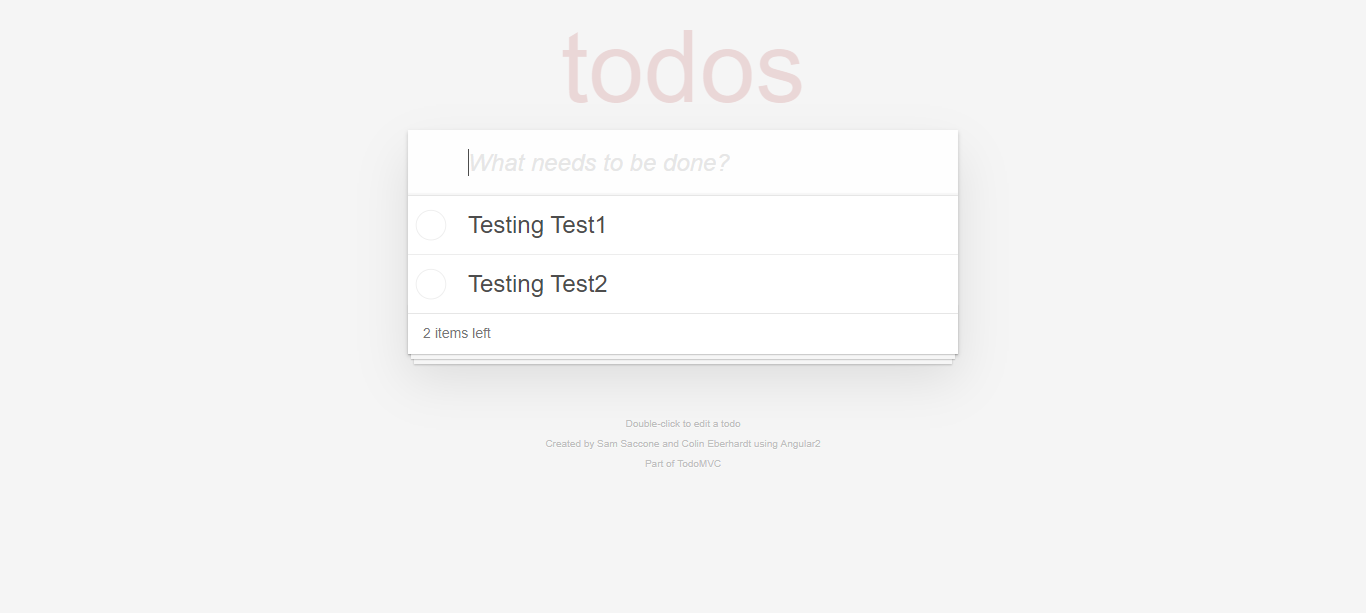 todos
What needs to be done?
Testing Test1
Testing Test2
2 items left
Double-click to edit a todo
Created by Sam Saccone and Colin Eberhardt using Angular2
Part of TodoMVC